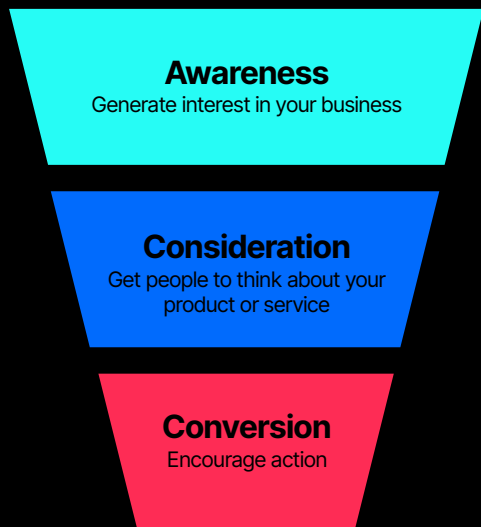 Awareness
Generate interest in your business
Consideration
Get people to think about your
product or service
Conversion
Encourage action